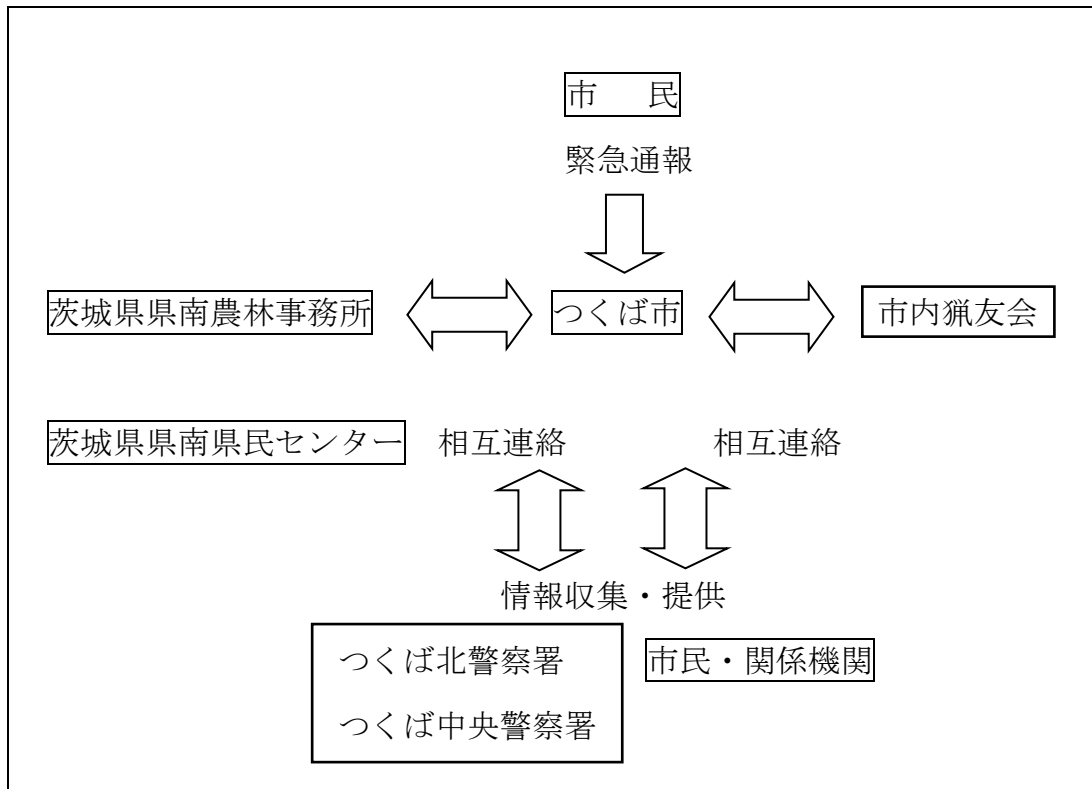 市　　民
緊急通報
茨城県県南農林事務所
つくば市
市内猟友会
茨城県県南県民センター
相互連絡
相互連絡
情報収集・提供
つくば北警察署
つくば中央警察署
市民・関係機関